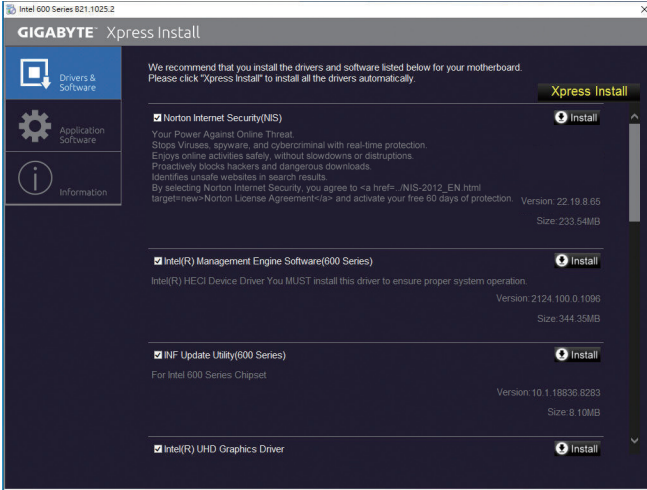 Intel 600 Series B21.1025.2
GIGABYTE™ Xpress Install
Drivers &
Software
Application
Software
Information
We recommend that you install the drivers and software listed below for your motherboard.
Please click "Xpress Install" to install all the drivers automatically.
Xpress Install
Norton Internet Security(NIS)
Install
Your Power Against Online Threat.
Stops Viruses, spyware, and cybercriminal with real-time protection.
Enjoys online activities safely, without slowdowns or distruptions.
Proactively blocks hackers and dangerous downloads.
Identifies unsafe websites in search results.
By selecting Norton Internet Security, you agree to <a href=../NIS-2012_EN.html
target=new>Norton License Agreement</a> and activate your free 60 days of protection.
Version: 22.19.8.65
Size:233.54MB
Intel(R) Management Engine Software(600 Series)
Install
Intel(R) HECI Device Driver You MUST install this driver to ensure proper system operation.
Version:2124.100.0.1096
Size:344.35MB
INF Update Utility(600 Series)
Install
For Intel 600 Series Chipset
Version:10.1.18836.8283
Size:8.10MB
Intel(R) UHD Graphics Driver
Install